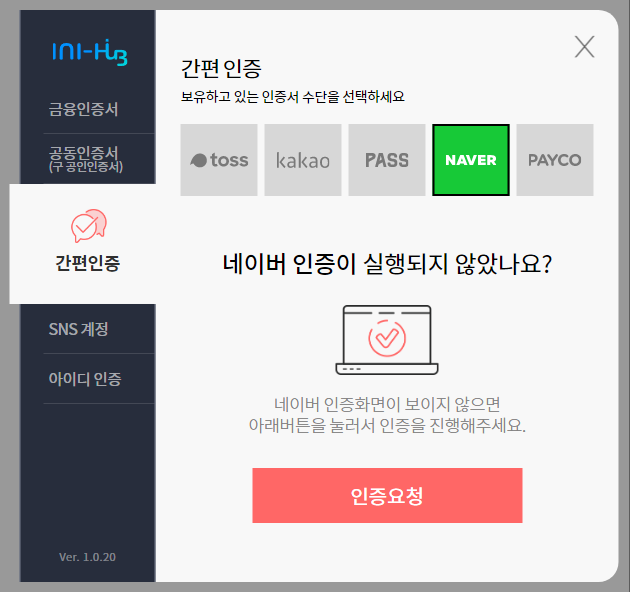 INI-HUB
금융인증서
공동인증서
(구 공인인증서)
간편인증
SNS 계정
아이디 인증
Ver. 1.0.20
간편 인증
보유하고 있는 인증서 수단을 선택하세요
toss
kakao
PASS
NAVER
PAYCO
네이버 인증이 실행되지 않았나요?
네이버 인증화면이 보이지 않으면
아래버튼을 눌러서 인증을 진행해주세요.
인증요청